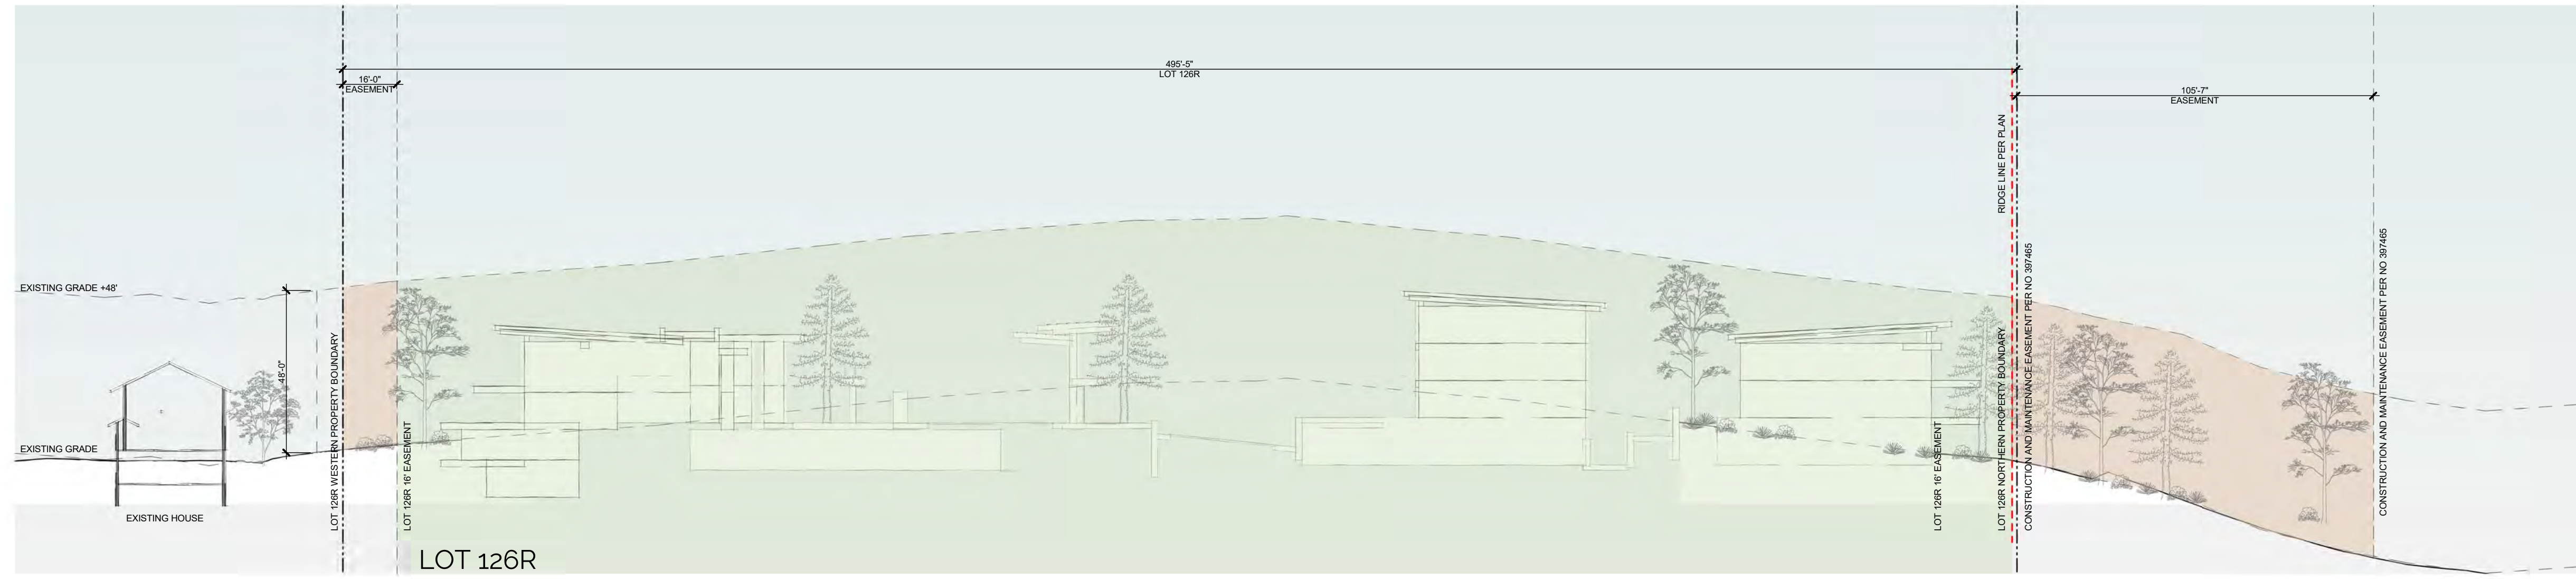 495'-5"
LOT 126R
16'-0"
EASEMENT
105'-7"
EASEMENT
RIDGE LINE PER PLAN
EXISTING GRADE +48'
48'-0"
EXISTING GRADE
EXISTING HOUSE
LOT 126R WESTERN PROPERTY BOUNDARY
LOT 126R 16' EASEMENT
LOT 126R 16' EASEMENT
LOT 126R NORTHERN PROPERTY BOUNDARY
CONSTRUCTION AND MAINTENANCE EASEMENT PER NO 397465
CONSTRUCTION AND MAINTENANCE EASEMENT PER NO 397465
LOT 126R